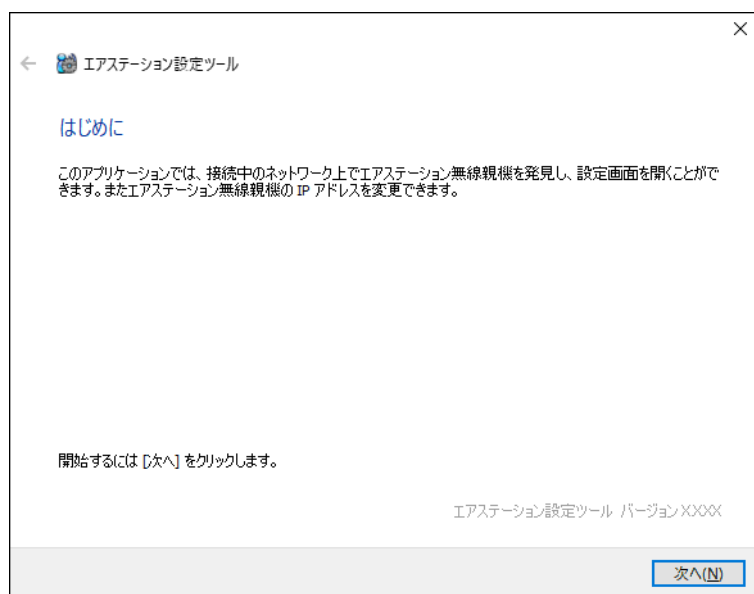 エアステーション設定ツール
はじめに
このアプリケーションでは、接続中のネットワーク上でエアステーション無線親機を発見し、設定画面を開くことがで
きます。またエアステーション無線親機の IP アドレスを変更できます。
開始するには [次へ] をクリックします。
エアステーション設定ツール バージョン XXXX
次へ(N)